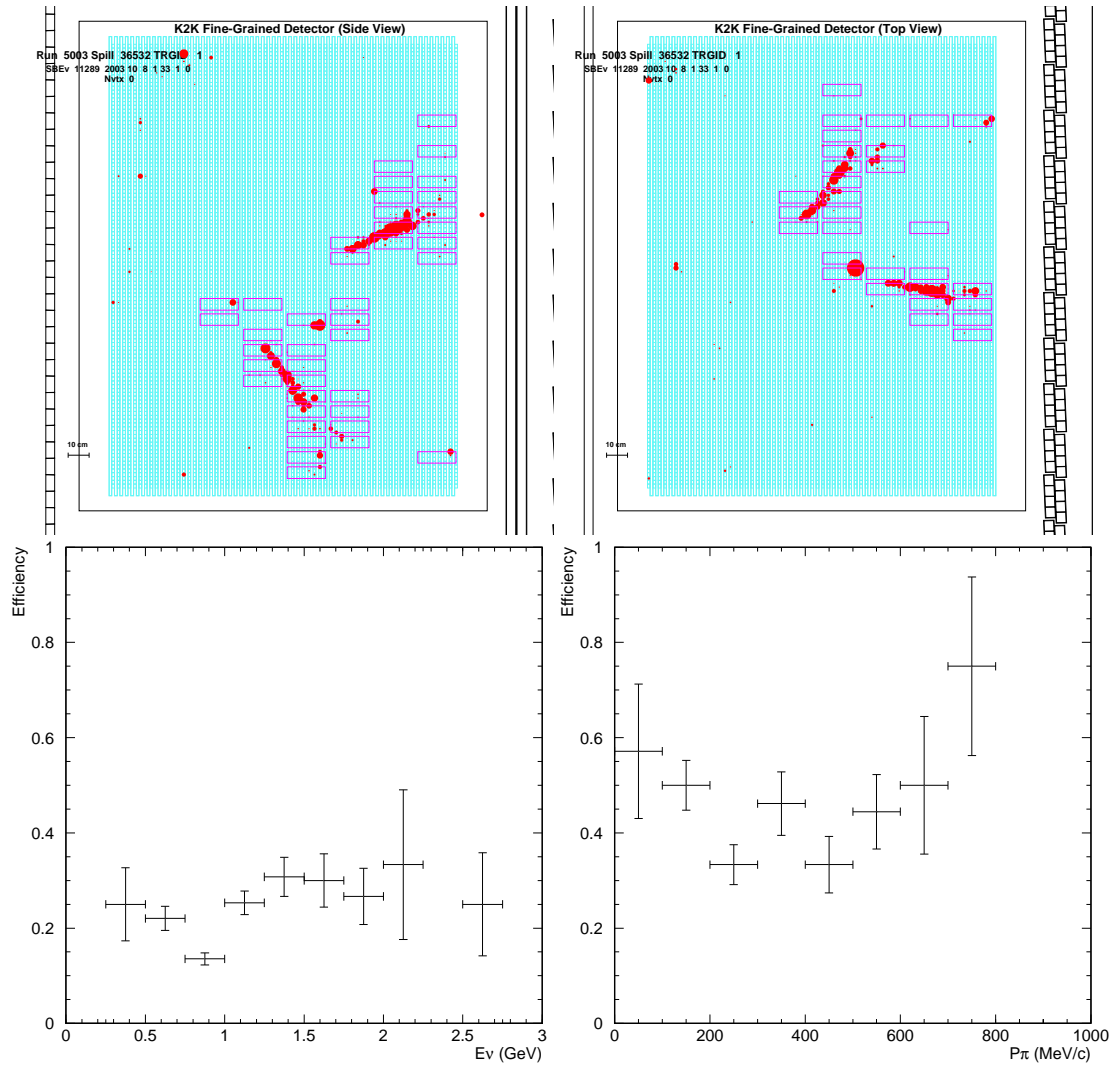 K2K Fine-Grained Detector (Side View)
Run 5003 Spill 36532 TRGID 1
SBEv 11289 2003 10 8 1 33 1 0
Nvtx 0
10 cm
K2K Fine-Grained Detector (Top View)
Run 5003 Spill 36532 TRGID 1
SBEv 11289 2003 10 8 1 33 1 0
Nvtx 0
10 cm
Efficiency
1
0.8
0.6
0.4
0.2
0
0 0.5 1 1.5 2 2.5 3
Eν (GeV)
Efficiency
1
0.8
0.6
0.4
0.2
0
0 200 400 600 800 1000
Pπ (MeV/c)